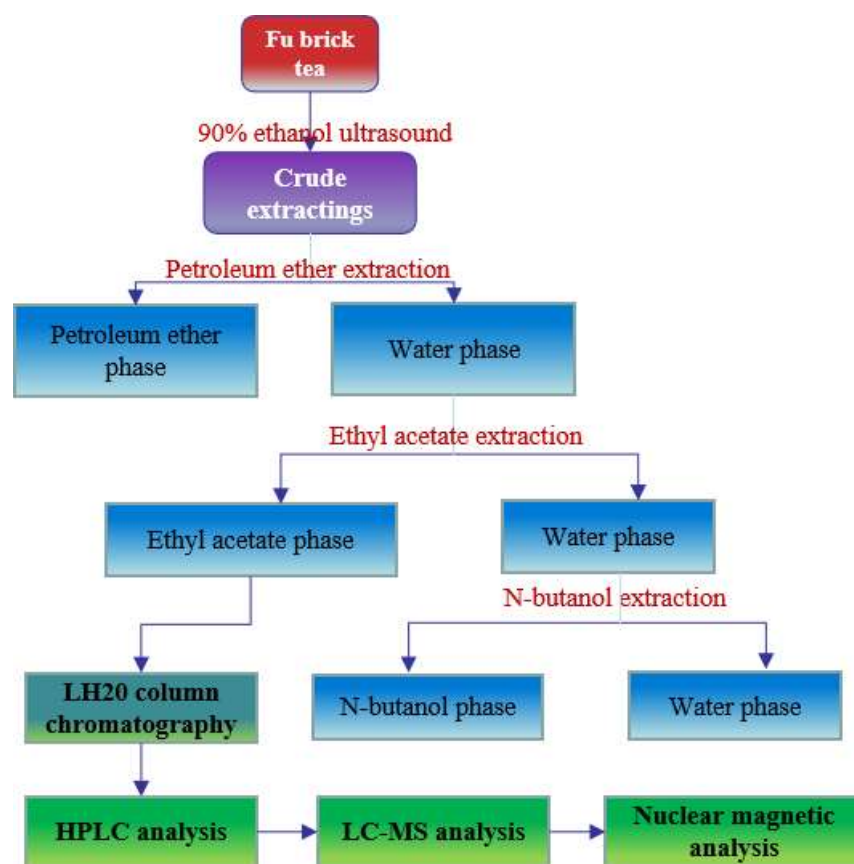 Fu brick
tea
90% ethanol ultrasound
Crude
extractings
Petroleum ether extraction
Petroleum ether
phase
Water phase
Ethyl acetate extraction
Ethyl acetate phase
Water phase
N-butanol extraction
LH20 column
chromatography
N-butanol phase
Water phase
HPLC analysis
LC-MS analysis
Nuclear magnetic
analysis